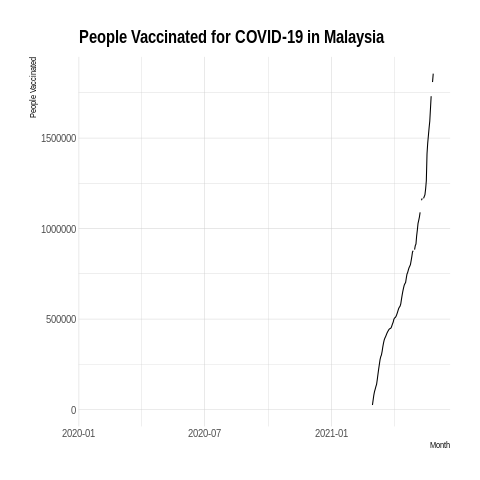 People Vaccinated for COVID-19 in Malaysia
People Vaccinated
1500000
1000000
500000
0
2020-01 2020-07 2021-01
Month